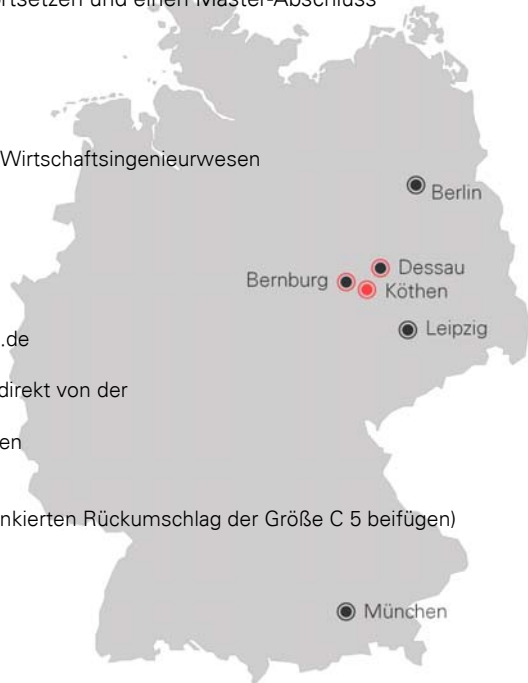 rtsetzen und einen Master-Abschluss
Wirtschaftsingenieurwesen
Berlin
Dessau
Bernburg
Köthen
Leipzig
.de
direkt von der
en
nkierten Rückumschlag der Größe C 5 beifügen)
München